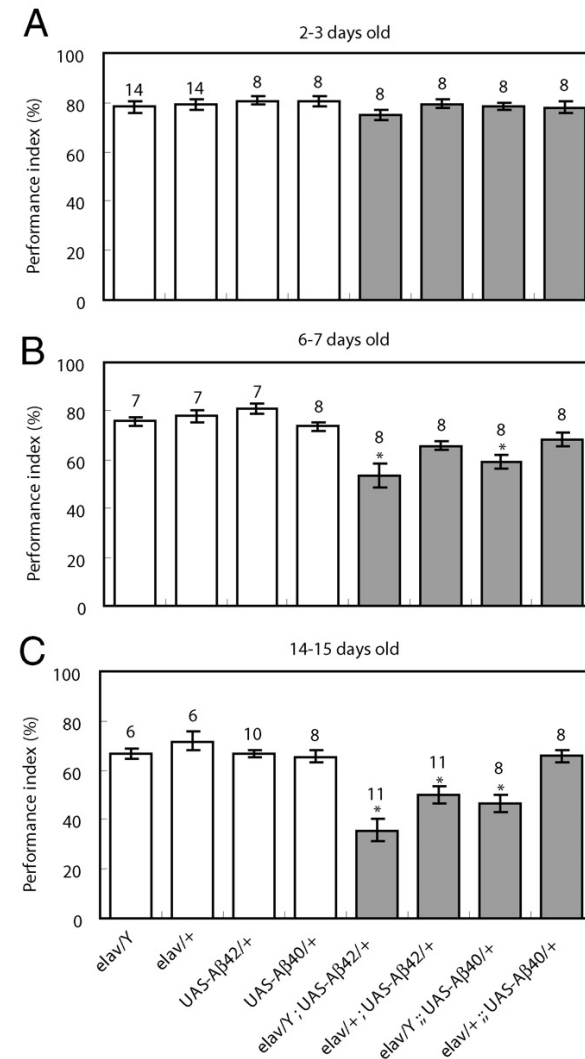 A
2-3 days old
Performance index (%)
100
80
60
40
20
0
14 14 8 8 8 8 8 8
B
6-7 days old
Performance index (%)
100
80
60
40
20
0
7 7 7 8 8 8 8 8
* *
C
14-15 days old
Performance index (%)
100
80
60
40
20
0
6 6 10 8 11 11 8 8
* * *
elav/Y
elav/+
UAS-Aβ42/+
UAS-Aβ40/+
elav/Y ; UAS-Aβ42/+
elav/+ ; UAS-Aβ42/+
elav/Y ;; UAS-Aβ40/+
elav/+ ;; UAS-Aβ40/+